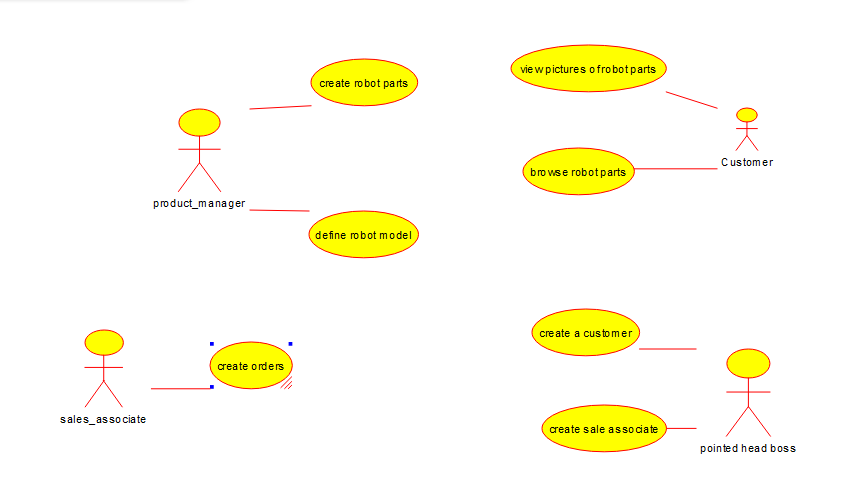 create robot parts
view pictures of robot parts
Customer
browse robot parts
product_manager
define robot model
create orders
sales_associate
create a customer
create sale associate
pointed head boss